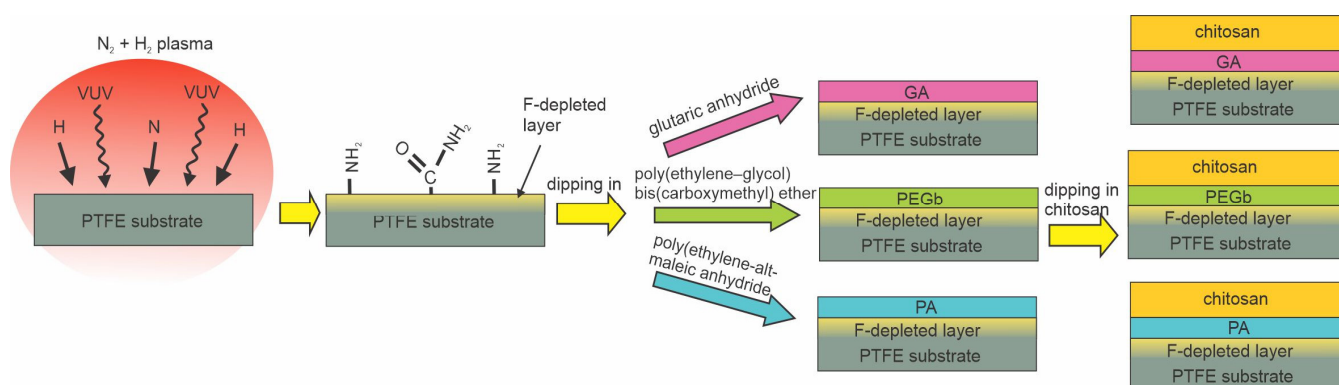 N₂ + H₂ plasma
VUV
VUV
H
N
H
PTFE substrate
NH₂
O
C
NH₂
NH₂
F-depleted
layer
PTFE substrate
dipping in
glutaric anhydride
poly(ethylene–glycol)
bis(carboxymethyl) ether
poly(ethylene-alt-
maleic anhydride
GA
F-depleted layer
PTFE substrate
PEGb
F-depleted layer
PTFE substrate
PA
F-depleted layer
PTFE substrate
dipping in
chitosan
chitosan
GA
F-depleted layer
PTFE substrate
chitosan
PEGb
F-depleted layer
PTFE substrate
chitosan
PA
F-depleted layer
PTFE substrate